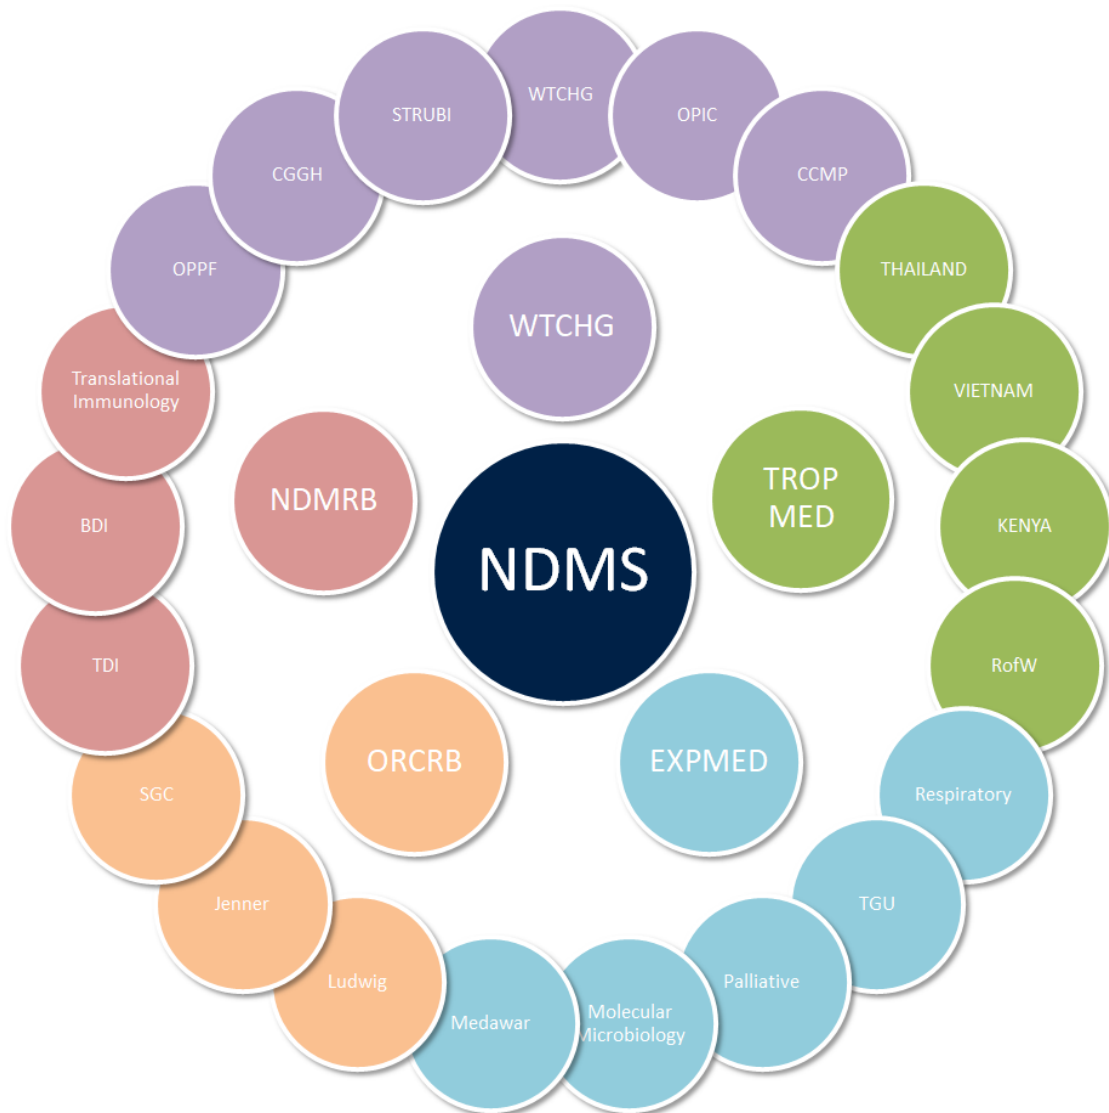 WTCHG
OPIC
CCMP
THAILAND
VIETNAM
KENYA
RofW
Respiratory
TGU
Palliative
Molecular
Microbiology
Medawar
Ludwig
Jenner
SGC
TDI
BDI
Translational
Immunology
OPPF
CGGH
STRUBI
WTCHG
TROP
MED
EXPMED
ORCRB
NDMRB
NDMS